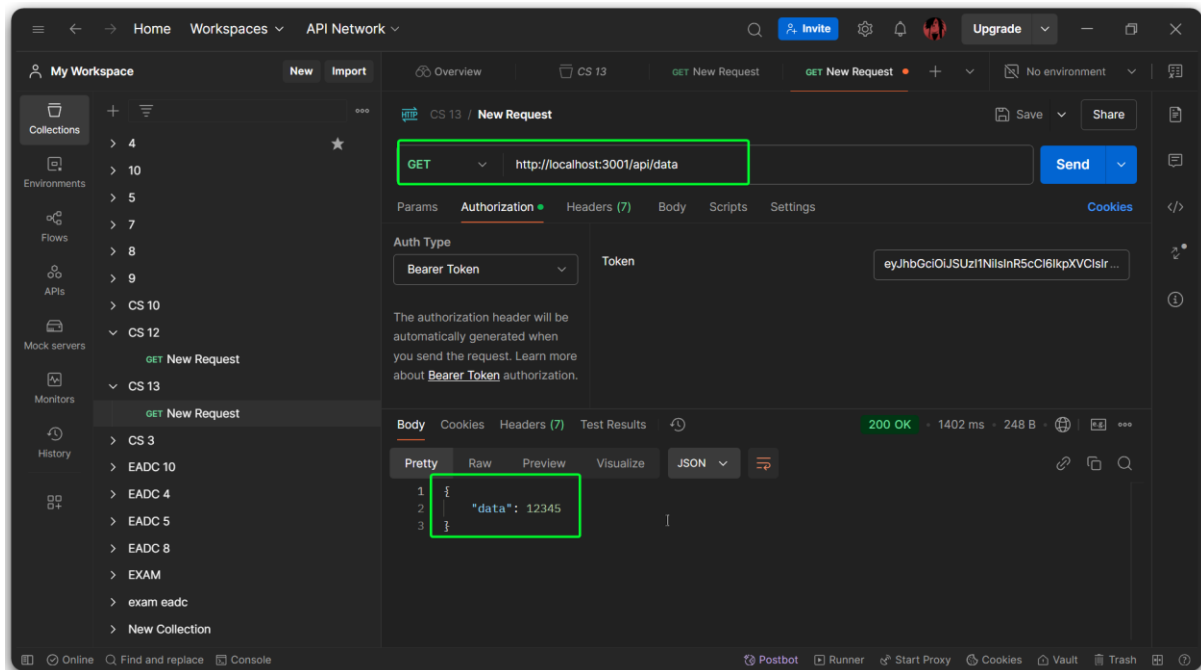 Home Workspaces API Network Invite Upgrade
My Workspace New Import Overview CS 13 GET New Request GET New Request No environment
Collections
Environments
Flows
APIs
Mock servers
Monitors
History
4
10
5
7
8
9
CS 10
CS 12
GET New Request
CS 13
GET New Request
CS 3
EADC 10
EADC 4
EADC 5
EADC 8
EXAM
exam eadc
New Collection
HTTP CS 13 / New Request Save Share
GET http://localhost:3001/api/data Send
Params Authorization Headers (7) Body Scripts Settings Cookies
Auth Type
Bearer Token
Token
The authorization header will be
automatically generated when
you send the request. Learn more
about Bearer Token authorization.
Body Cookies Headers (7) Test Results 200 OK 1402 ms 248 B
Pretty Raw Preview Visualize JSON
1 {
2 "data": 12345
3 }
Online Find and replace Console Postbot Runner Start Proxy Cookies Vault Trash